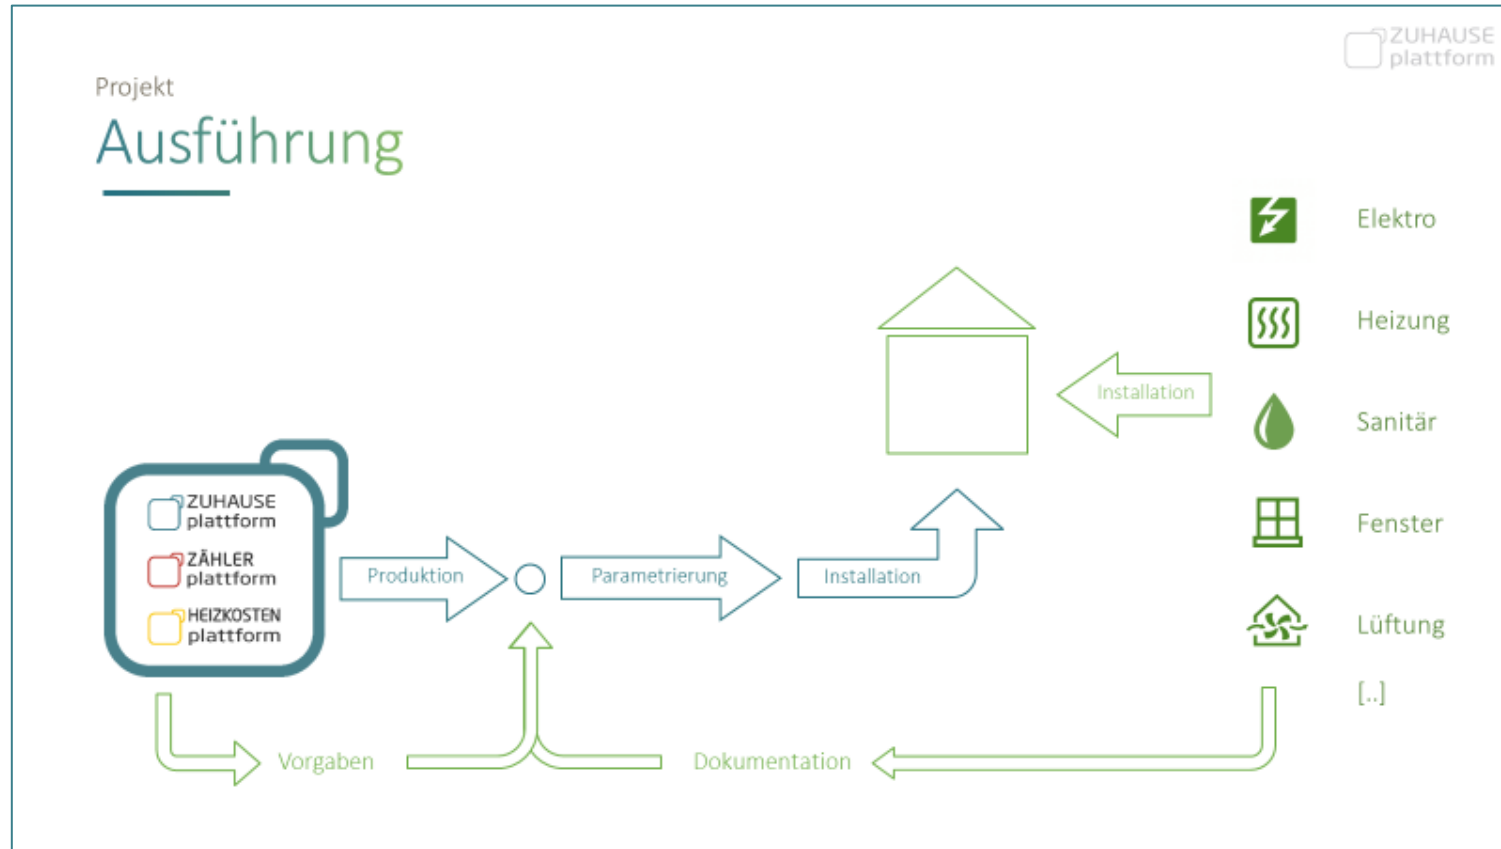 ZUHAUSE
plattform
Projekt
Ausführung
Elektro
Heizung
Installation
Sanitär
ZUHAUSE
plattform
Fenster
ZÄHLER
plattform
Produktion
Parametrierung
Installation
HEIZKOSTEN
plattform
Lüftung
[..]
Vorgaben
Dokumentation